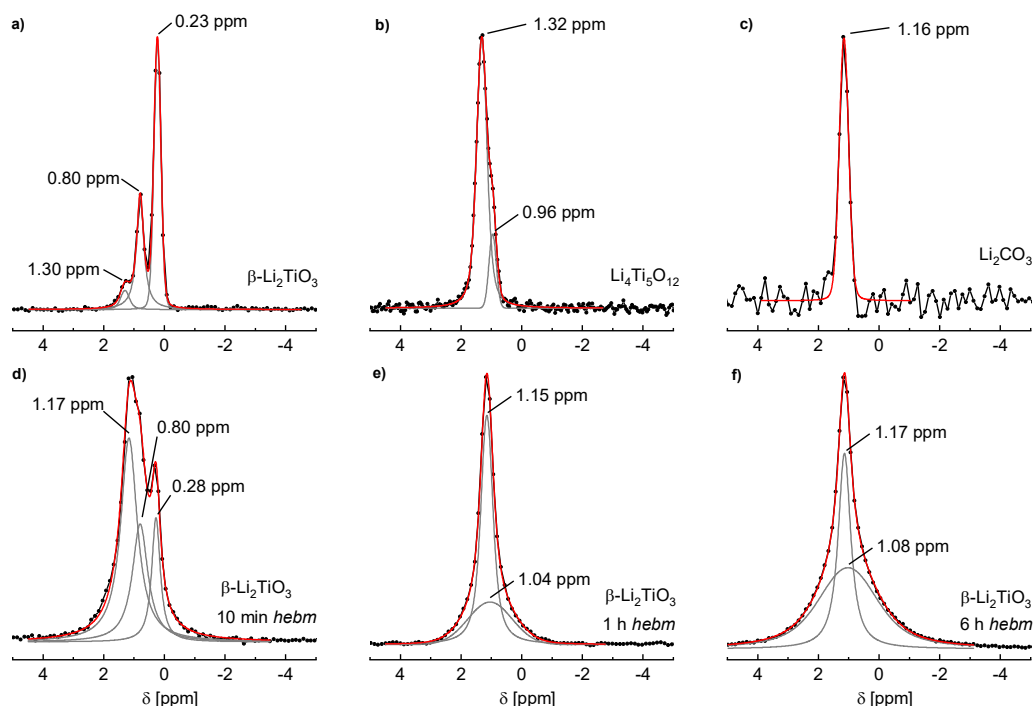 a)
0.23 ppm
0.80 ppm
1.30 ppm
β-Li2TiO3
4 2 0 -2 -4
b)
1.32 ppm
0.96 ppm
Li4Ti5O12
4 2 0 -2 -4
c)
1.16 ppm
Li2CO3
4 2 0 -2 -4
d)
1.17 ppm
0.80 ppm
0.28 ppm
β-Li2TiO3
10 min hebm
4 2 0 -2 -4
δ [ppm]
e)
1.15 ppm
1.04 ppm
β-Li2TiO3
1 h hebm
4 2 0 -2 -4
δ [ppm]
f)
1.17 ppm
1.08 ppm
β-Li2TiO3
6 h hebm
4 2 0 -2 -4
δ [ppm]